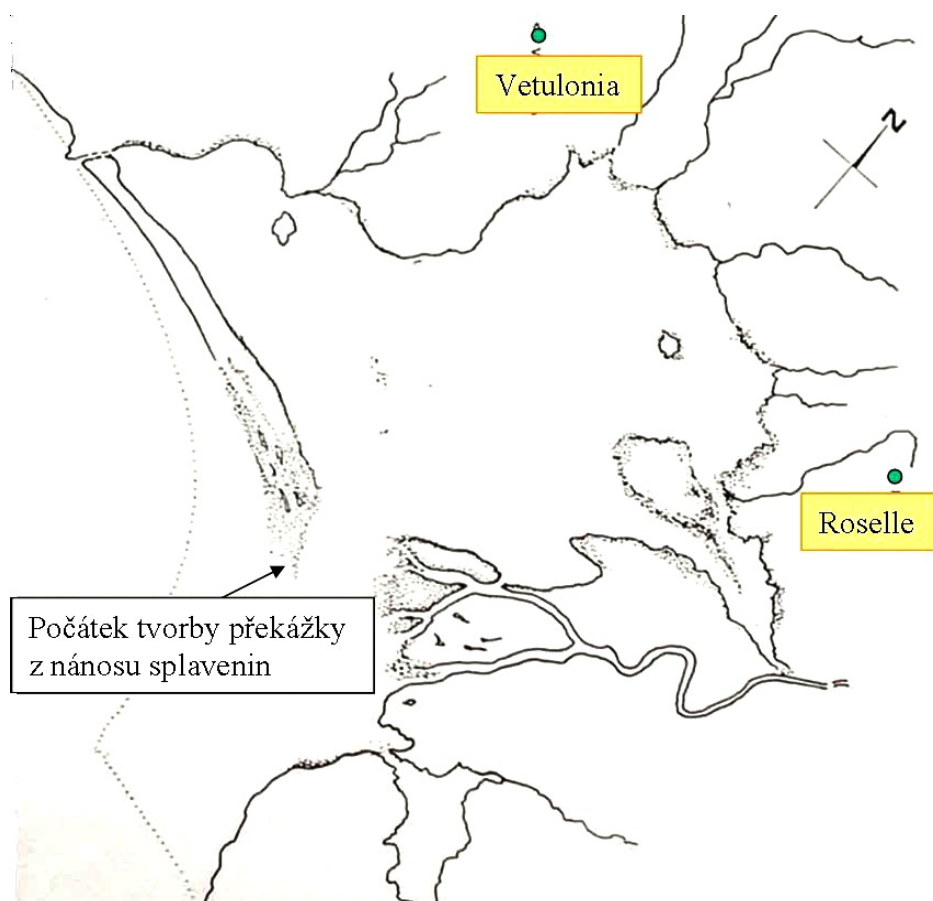 Vetulonia
N
Roselle
Počátek tvorby překážky
z nánosu splavenin